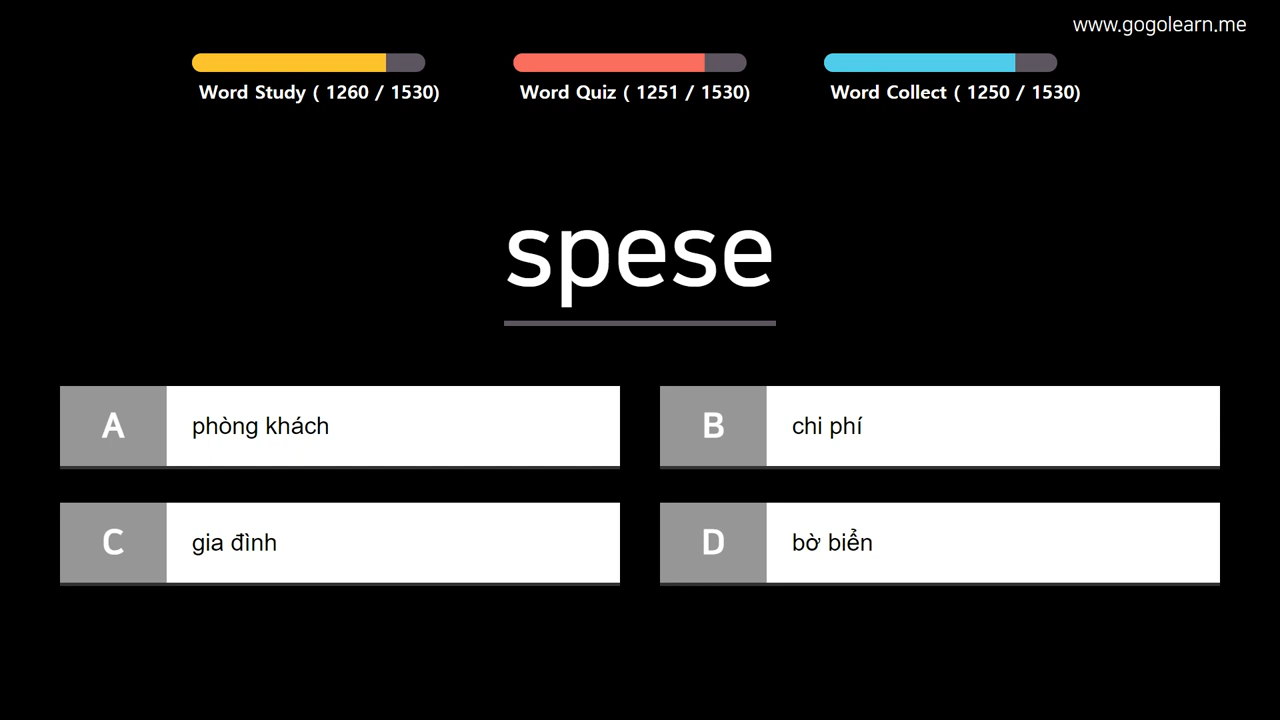 www.gogolearn.me
Word Study ( 1260 / 1530)
Word Quiz ( 1251 / 1530)
Word Collect ( 1250 / 1530)
spese
A phòng khách
B chi phí
C gia đình
D bờ biển